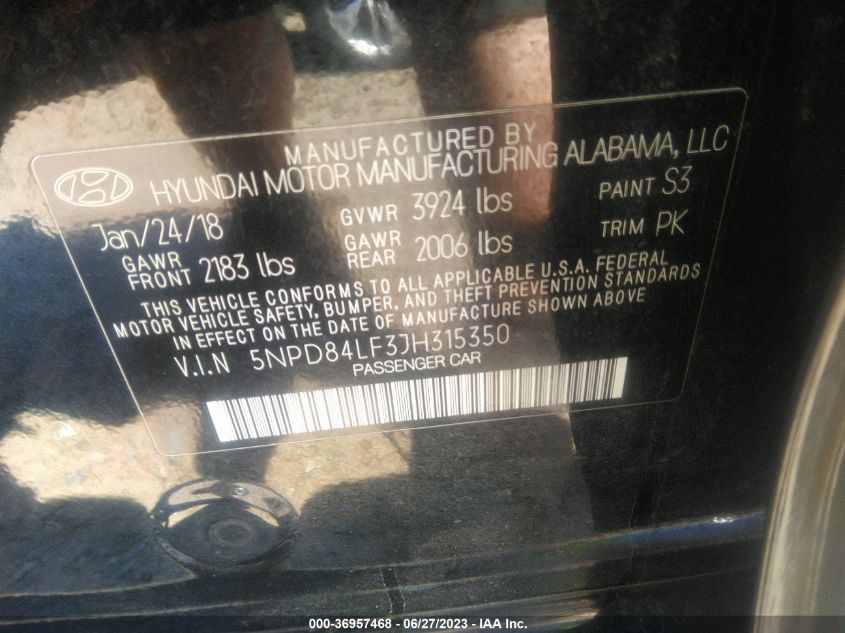 MANUFACTURED BY
HYUNDAI MOTOR MANUFACTURING ALABAMA, LLC
Jan/24/18 GVWR 3924 lbs PAINT S3
GAWR FRONT 2183 lbs GAWR REAR 2006 lbs TRIM PK
THIS VEHICLE CONFORMS TO ALL APPLICABLE U.S.A. FEDERAL
MOTOR VEHICLE SAFETY, BUMPER, AND THEFT PREVENTION STANDARDS
IN EFFECT ON THE DATE OF MANUFACTURE SHOWN ABOVE
V.I.N 5NPD84LF3JH315350
PASSENGER CAR
000-36957468 - 06/27/2023 - IAA Inc.